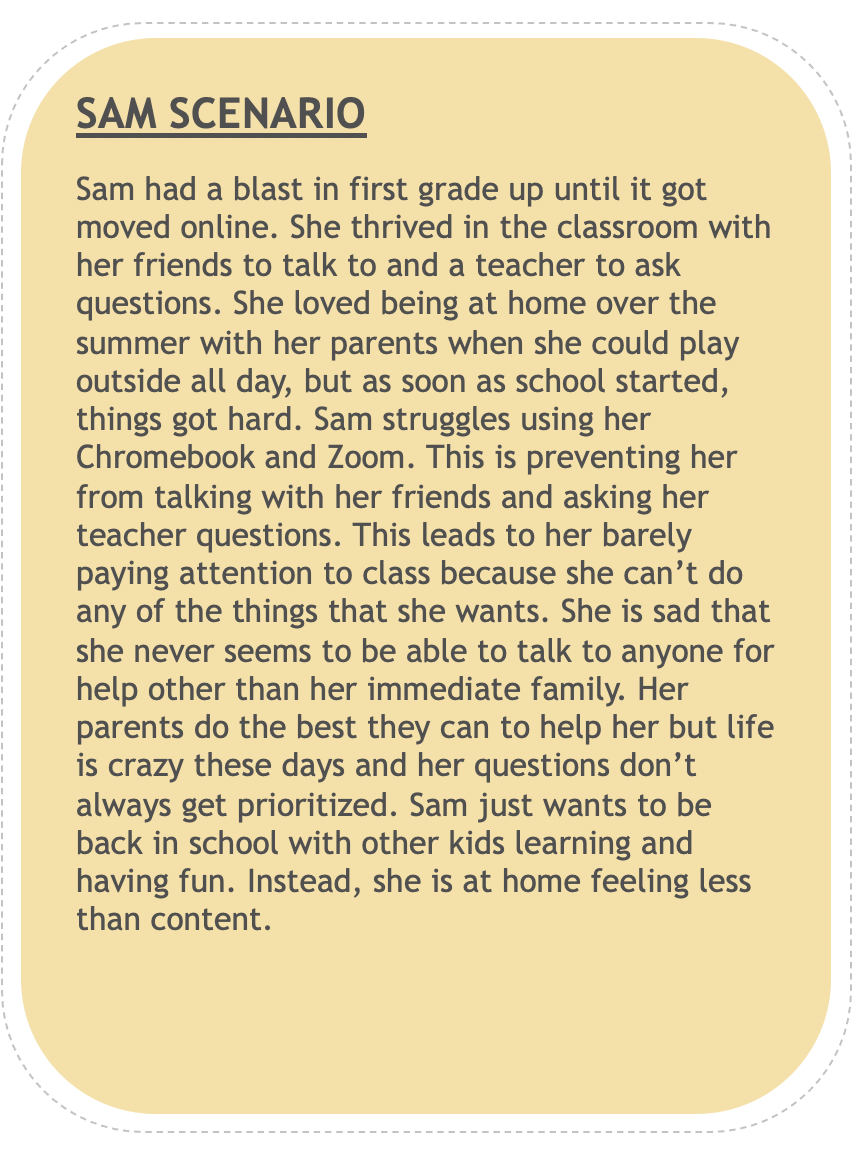 SAM SCENARIO
Sam had a blast in first grade up until it got
moved online. She thrived in the classroom with
her friends to talk to and a teacher to ask
questions. She loved being at home over the
summer with her parents when she could play
outside all day, but as soon as school started,
things got hard. Sam struggles using her
Chromebook and Zoom. This is preventing her
from talking with her friends and asking her
teacher questions. This leads to her barely
paying attention to class because she can’t do
any of the things that she wants. She is sad that
she never seems to be able to talk to anyone for
help other than her immediate family. Her
parents do the best they can to help her but life
is crazy these days and her questions don’t
always get prioritized. Sam just wants to be
back in school with other kids learning and
having fun. Instead, she is at home feeling less
than content.